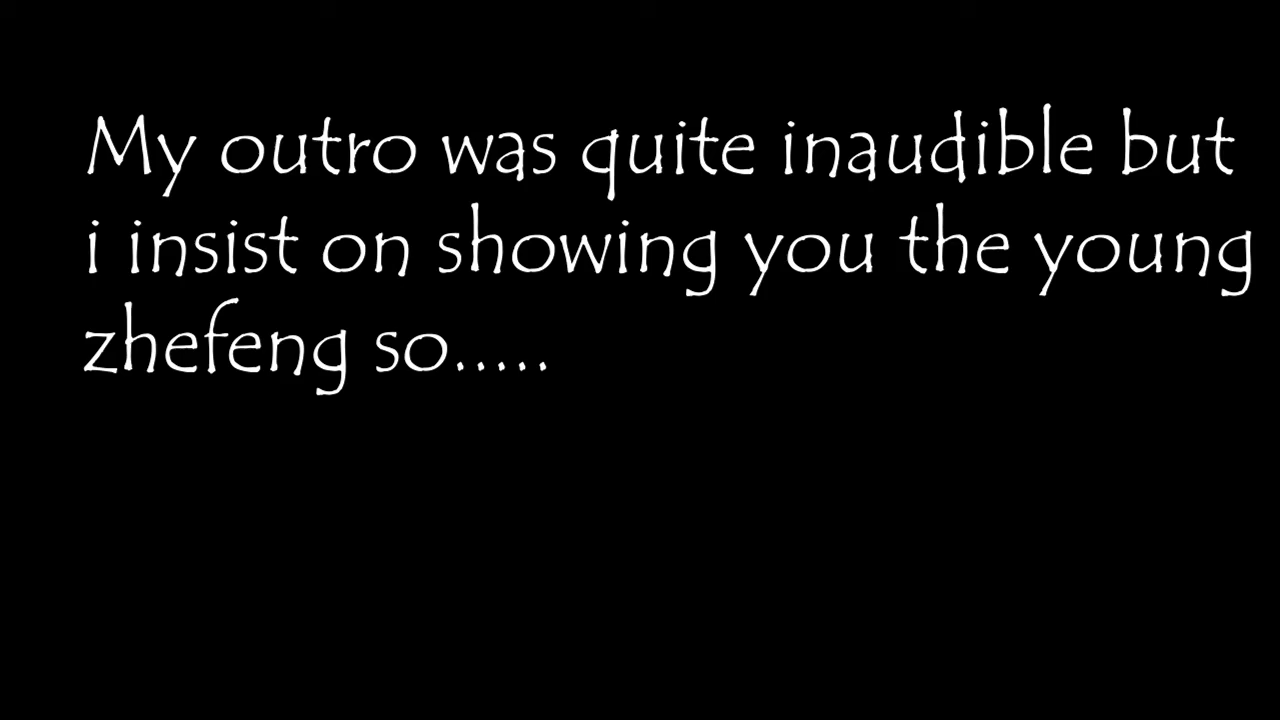 My outro was quite inaudible but
i insist on showing you the young
zhefeng so.....